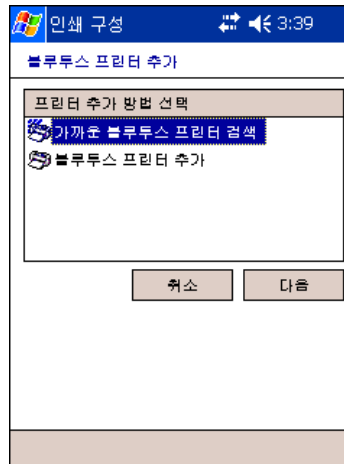 인쇄 구성 3:39
블루투스 프린터 추가
프린터 추가 방법 선택
가까운 블루투스 프린터 검색
블루투스 프린터 추가
취소 다음